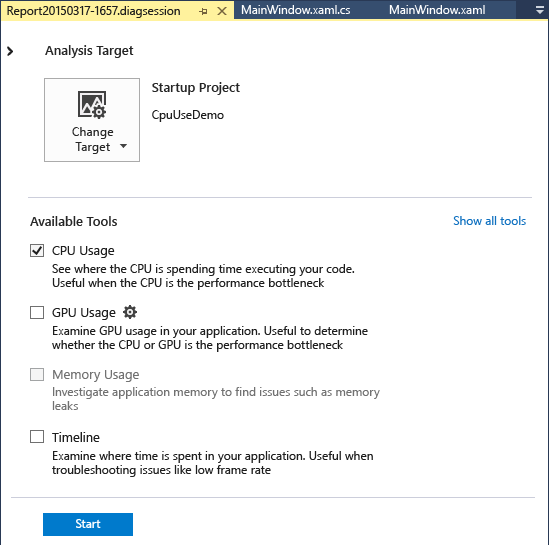 Report20150317-1657.diagsession MainWindow.xaml.cs MainWindow.xaml
Analysis Target
Startup Project
CpuUseDemo
Change
Target
Available Tools Show all tools
CPU Usage
See where the CPU is spending time executing your code.
Useful when the CPU is the performance bottleneck
GPU Usage
Examine GPU usage in your application. Useful to determine
whether the CPU or GPU is the performance bottleneck
Memory Usage
Investigate application memory to find issues such as memory
leaks
Timeline
Examine where time is spent in your application. Useful when
troubleshooting issues like low frame rate
Start